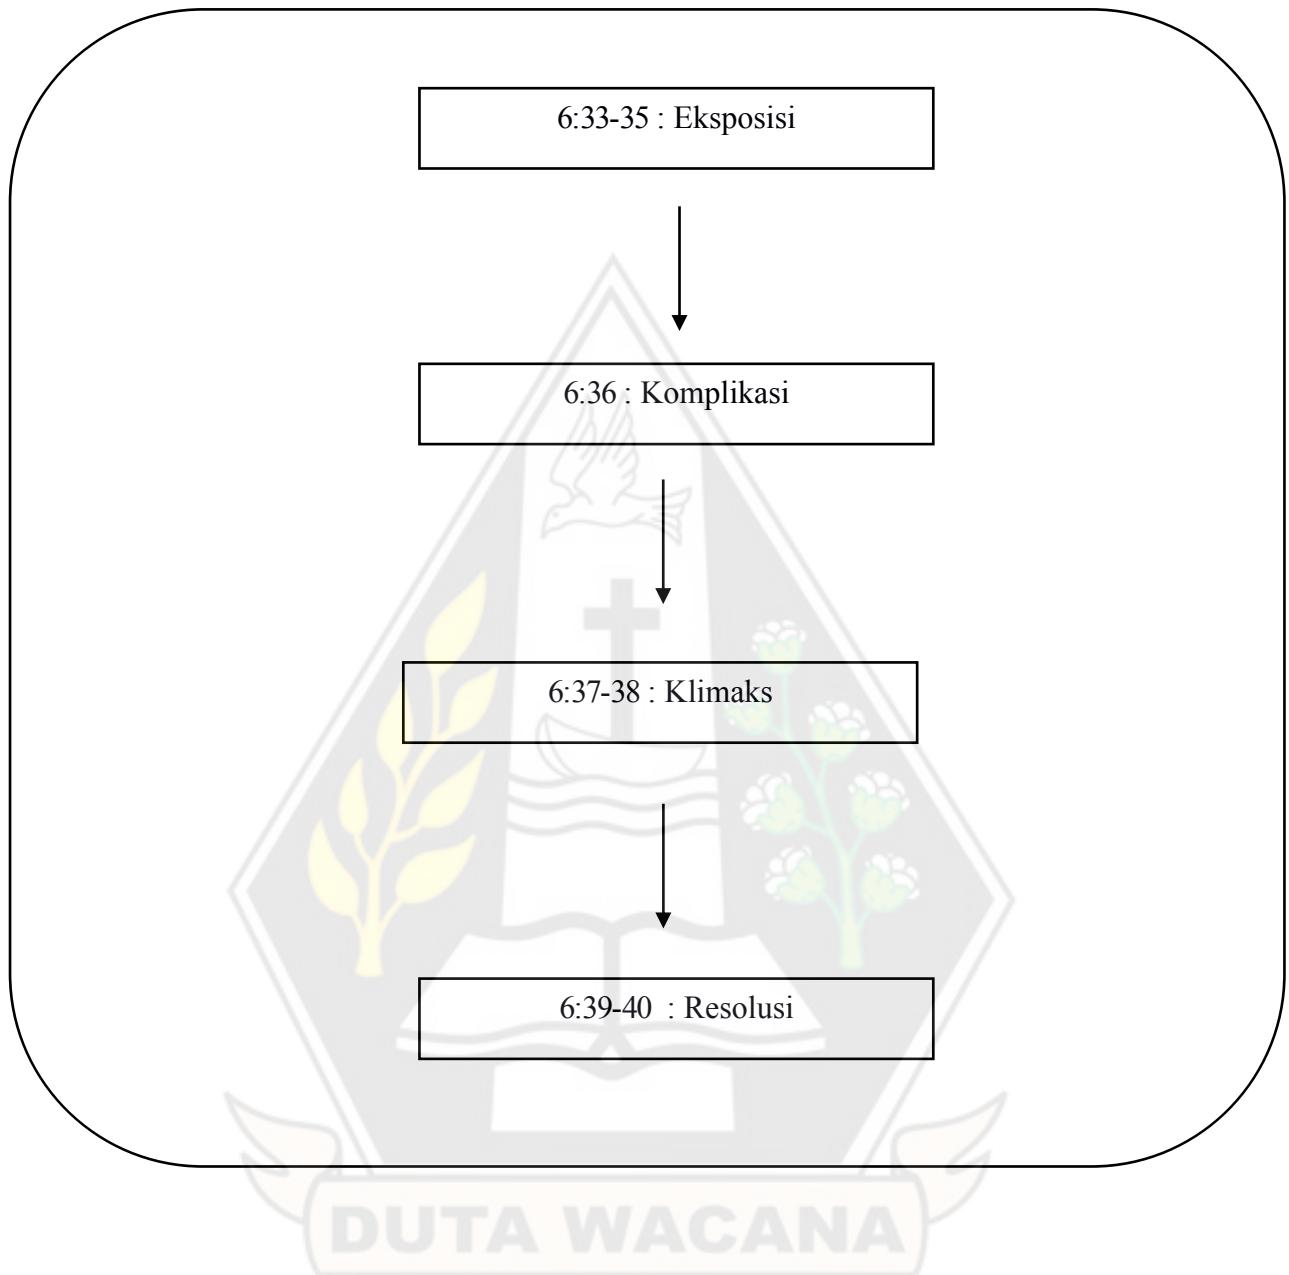 6:33-35 : Eksposisi
6:36 : Komplikasi
6:37-38 : Klimaks
6:39-40  : Resolusi
DUTA WACANA